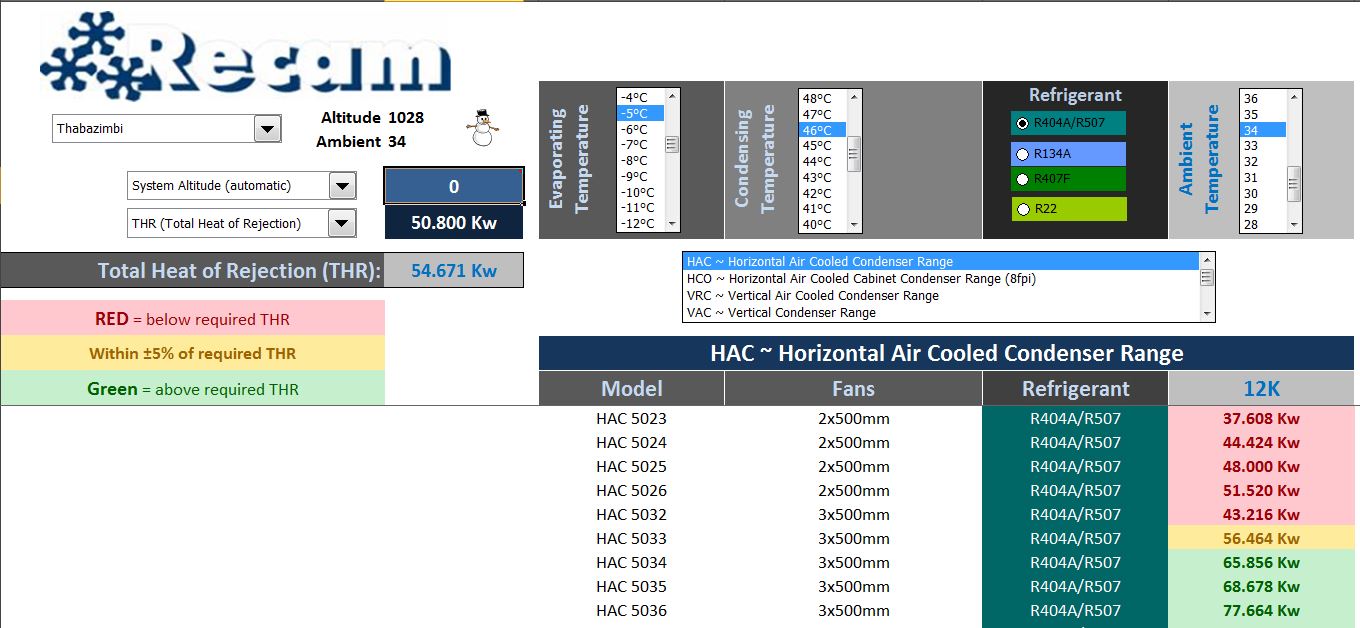 Recam
Thabazimbi
Altitude 1028
Ambient 34
System Altitude (automatic)
0
THR (Total Heat of Rejection)
50.800 Kw
Total Heat of Rejection (THR):
54.671 Kw
RED = below required THR
Within ±5% of required THR
Green = above required THR
Evaporating
Temperature
-4°C
-5°C
-6°C
-7°C
-8°C
-9°C
-10°C
-11°C
-12°C
Condensing
Temperature
48°C
47°C
46°C
45°C
44°C
43°C
42°C
41°C
40°C
Refrigerant
R404A/R507
R134A
R407F
R22
Ambient
Temperature
36
35
34
33
32
31
30
29
28
HAC ~ Horizontal Air Cooled Condenser Range
HCO ~ Horizontal Air Cooled Cabinet Condenser Range (8fpi)
VRC ~ Vertical Air Cooled Condenser Range
VAC ~ Vertical Condenser Range
HAC ~ Horizontal Air Cooled Condenser Range
Model Fans Refrigerant 12K
HAC 5023 2x500mm R404A/R507 37.608 Kw
HAC 5024 2x500mm R404A/R507 44.424 Kw
HAC 5025 2x500mm R404A/R507 48.000 Kw
HAC 5026 2x500mm R404A/R507 51.520 Kw
HAC 5032 3x500mm R404A/R507 43.216 Kw
HAC 5033 3x500mm R404A/R507 56.464 Kw
HAC 5034 3x500mm R404A/R507 65.856 Kw
HAC 5035 3x500mm R404A/R507 68.678 Kw
HAC 5036 3x500mm R404A/R507 77.664 Kw